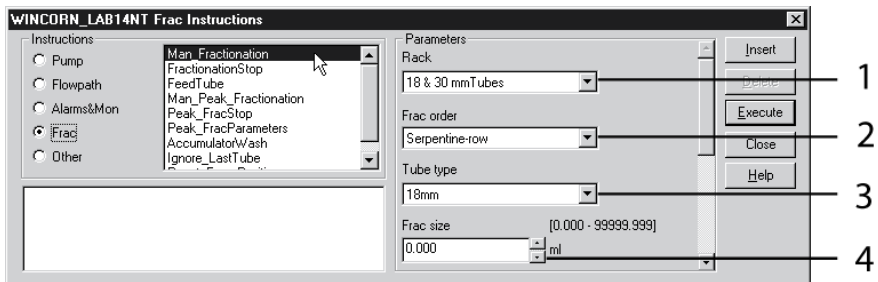 WINCORN_LAB14NT Frac Instructions
Instructions
Pump
Flowpath
Alarms&Mon
Frac
Other
Man_Fractionation
FractionationStop
FeedTube
Man_Peak_Fractionation
Peak_FracStop
Peak_FracParameters
AccumulatorWash
Ignore_LastTube
Parameters
Rack
18 & 30 mmTubes
Frac order
Serpentine-row
Tube type
18mm
Frac size [0.000 - 99999.999]
0.000 ml
Insert
Delete
Execute
Close
Help
1
2
3
4